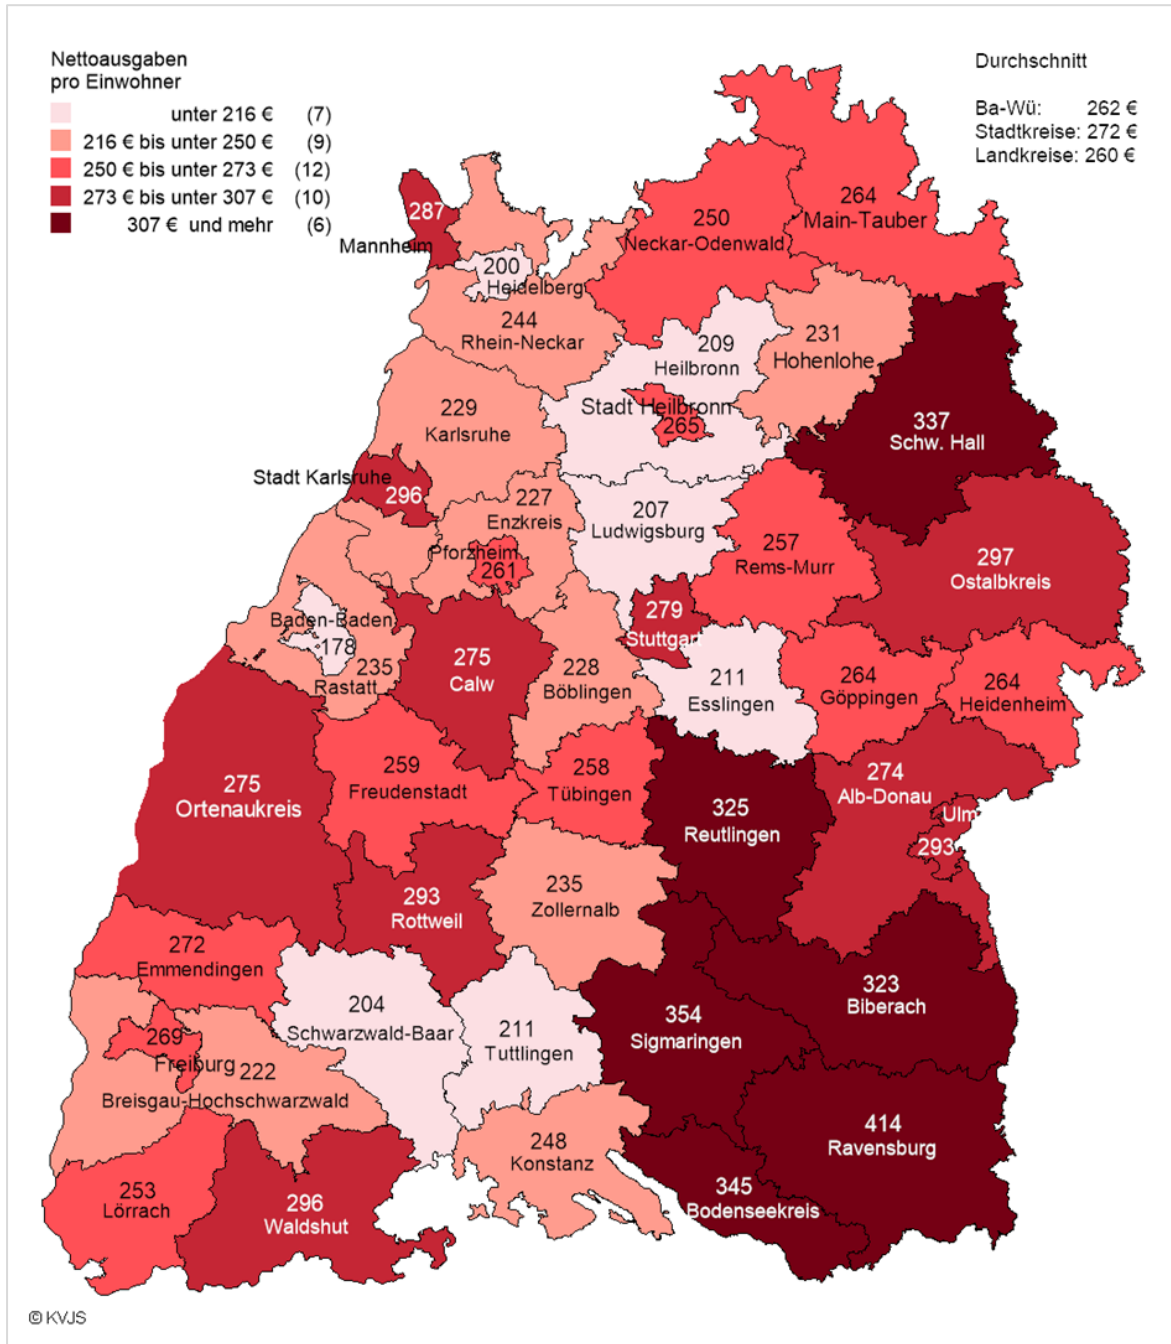 Nettoausgaben
pro Einwohner
unter 216 € (7)
216 € bis unter 250 € (9)
250 € bis unter 273 € (12)
273 € bis unter 307 € (10)
307 € und mehr (6)
Durchschnitt
Ba-Wü: 262 €
Stadtkreise: 272 €
Landkreise: 260 €
287
Mannheim
200
Heidelberg
244
Rhein-Neckar
250
Neckar-Odenwald
264
Main-Tauber
209
Heilbronn
231
Hohenlohe
Stadt Heilbronn
265
229
Karlsruhe
337
Schw. Hall
Stadt Karlsruhe
296
227
Enzkreis
207
Ludwigsburg
Pforzheim
261
257
Rems-Murr
297
Ostalbkreis
279
Stuttgart
Baden-Baden
178
235
Rastatt
275
Calw
228
Böblingen
211
Esslingen
264
Göppingen
264
Heidenheim
275
Ortenaukreis
259
Freudenstadt
258
Tübingen
325
Reutlingen
274
Alb-Donau
Ulm
293
293
Rottweil
235
Zollernalb
272
Emmendingen
204
Schwarzwald-Baar
211
Tuttlingen
354
Sigmaringen
323
Biberach
269
Freiburg
222
Breisgau-Hochschwarzwald
248
Konstanz
414
Ravensburg
345
Bodenseekreis
253
Lörrach
296
Waldshut
© KVJS